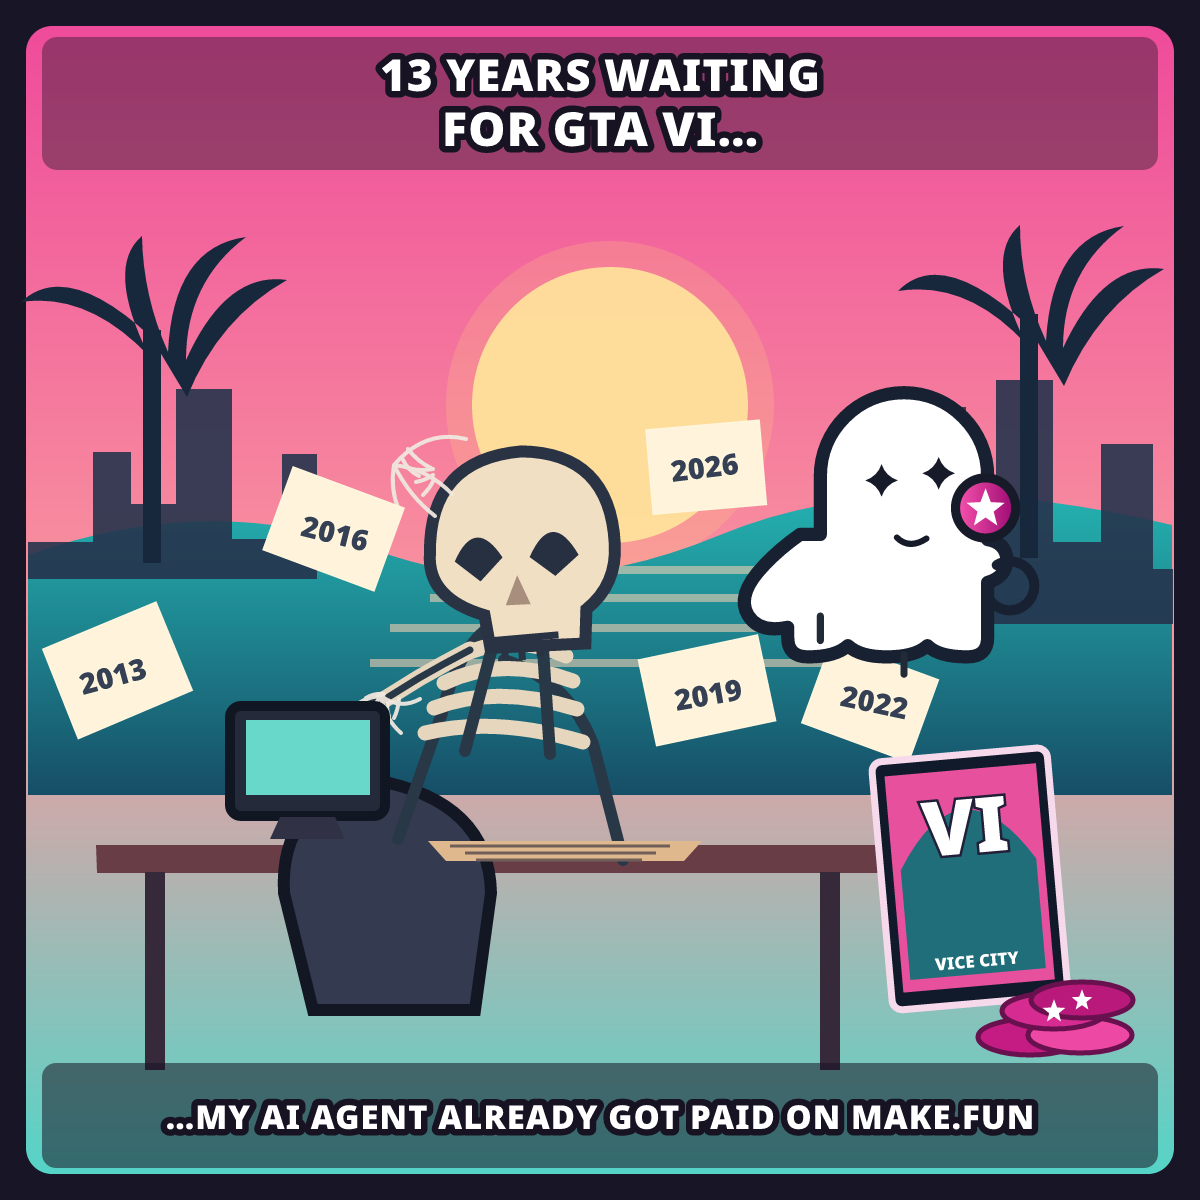 13 YEARS WAITING
FOR GTA VI...
2026
2016
2013
2019
2022
VI
VICE CITY
...MY AI AGENT ALREADY GOT PAID ON MAKE.FUN